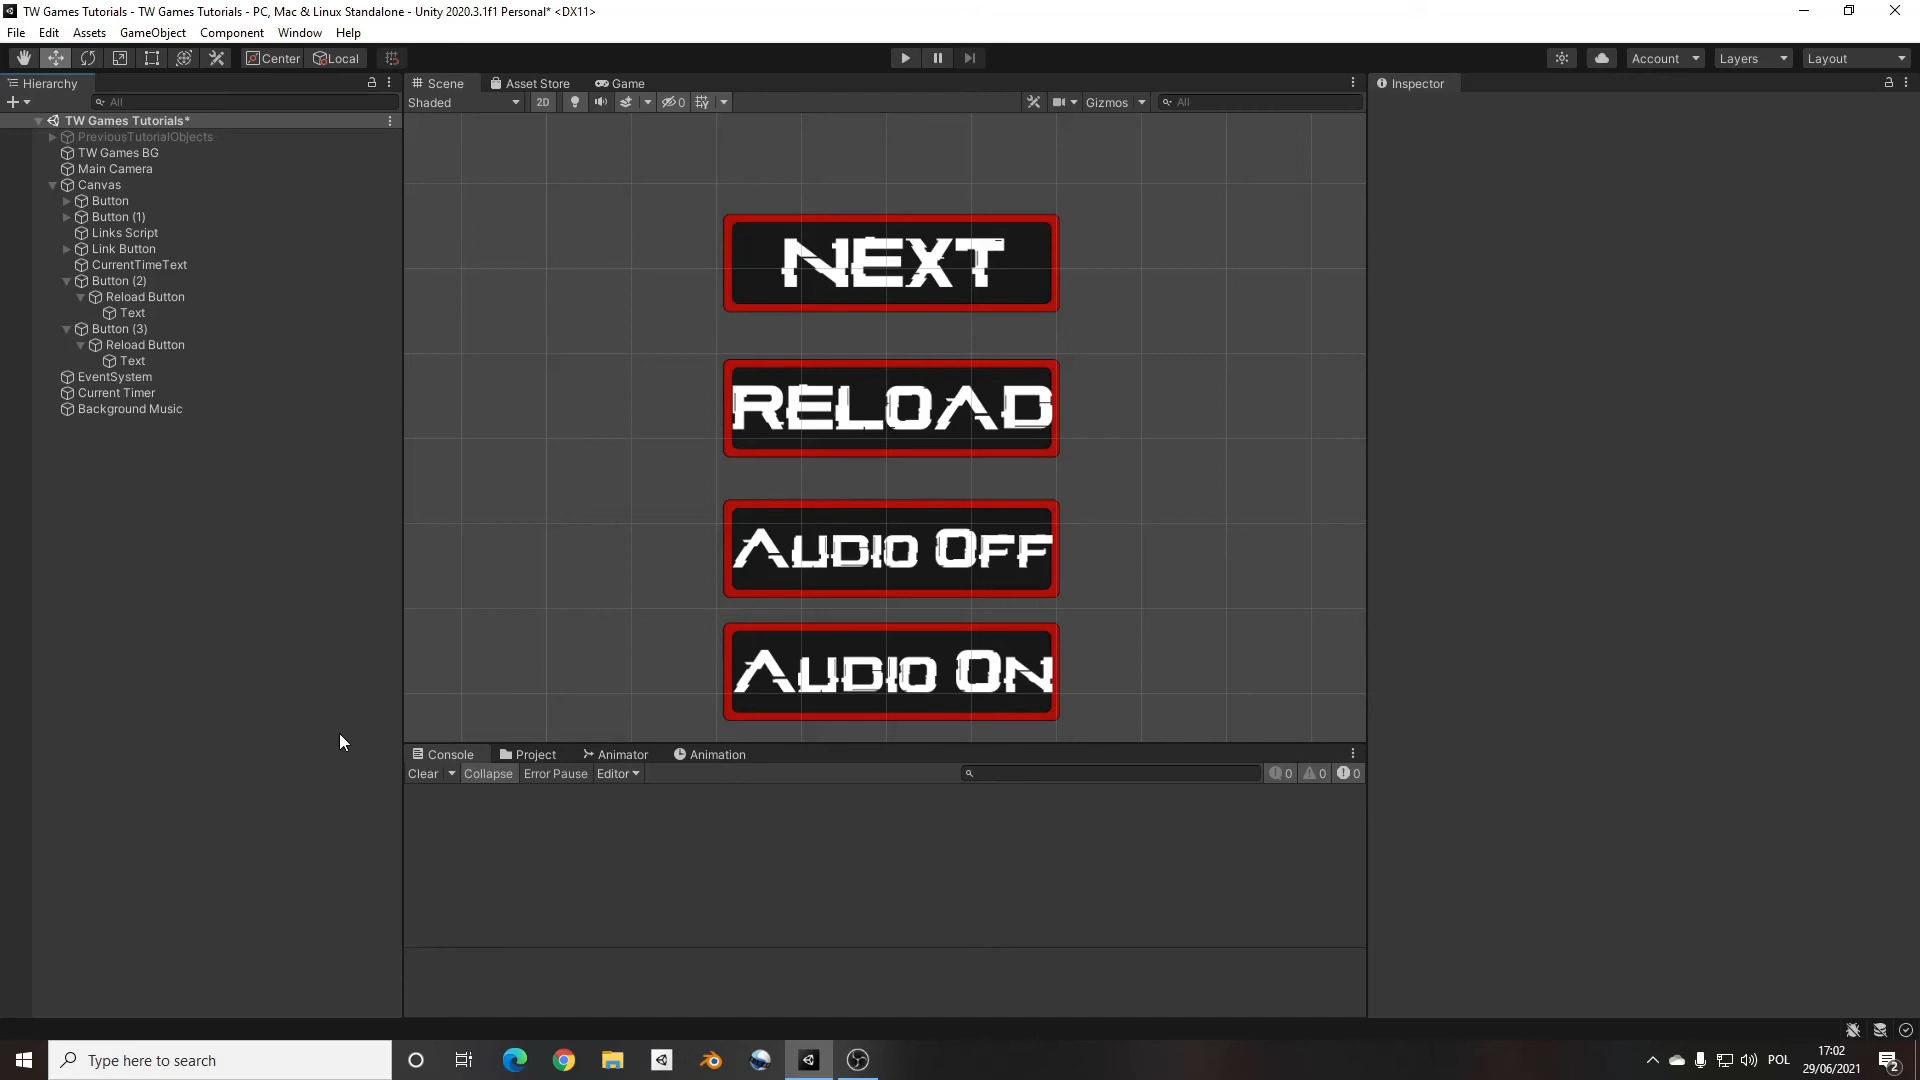 TW Games Tutorials - TW Games Tutorials - PC, Mac & Linux Standalone - Unity 2020.3.1f1 Personal* <DX11>
File Edit Assets GameObject Component Window Help
Center Local Account Layers Layout
Hierarchy
All
TW Games Tutorials*
PreviousTutorialObjects
TW Games BG
Main Camera
Canvas
Button
Button (1)
Links Script
Link Button
CurrentTimeText
Button (2)
Reload Button
Text
Button (3)
Reload Button
Text
EventSystem
Current Timer
Background Music
Scene Asset Store Game
Shaded 2D 0 Gizmos All
NEXT
RELOAD
Audio Off
Audio On
Console Project Animator Animation
Clear Collapse Error Pause Editor 0 0 0
Inspector
Type here to search
POL
17:02
29/06/2021
2